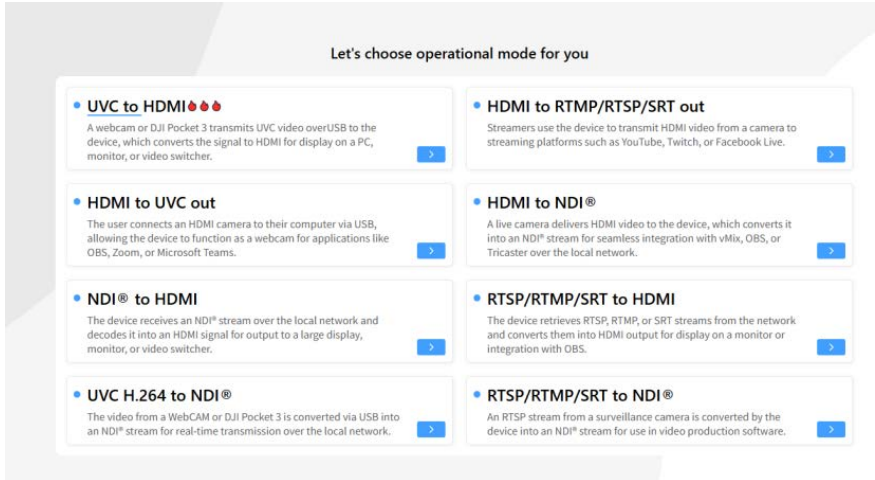 Let's choose operational mode for you
UVC to HDMI
A webcam or DJI Pocket 3 transmits UVC video overUSB to the
device, which converts the signal to HDMI for display on a PC,
monitor, or video switcher.
HDMI to RTMP/RTSP/SRT out
Streamers use the device to transmit HDMI video from a camera to
streaming platforms such as YouTube, Twitch, or Facebook Live.
HDMI to UVC out
The user connects an HDMI camera to their computer via USB,
allowing the device to function as a webcam for applications like
OBS, Zoom, or Microsoft Teams.
HDMI to NDI®
A live camera delivers HDMI video to the device, which converts it
into an NDI® stream for seamless integration with vMix, OBS, or
Tricaster over the local network.
NDI® to HDMI
The device receives an NDI® stream over the local network and
decodes it into an HDMI signal for output to a large display,
monitor, or video switcher.
RTSP/RTMP/SRT to HDMI
The device retrieves RTSP, RTMP, or SRT streams from the network
and converts them into HDMI output for display on a monitor or
integration with OBS.
UVC H.264 to NDI®
The video from a WebCAM or DJI Pocket 3 is converted via USB into
an NDI® stream for real-time transmission over the local network.
RTSP/RTMP/SRT to NDI®
An RTSP stream from a surveillance camera is converted by the
device into an NDI® stream for use in video production software.